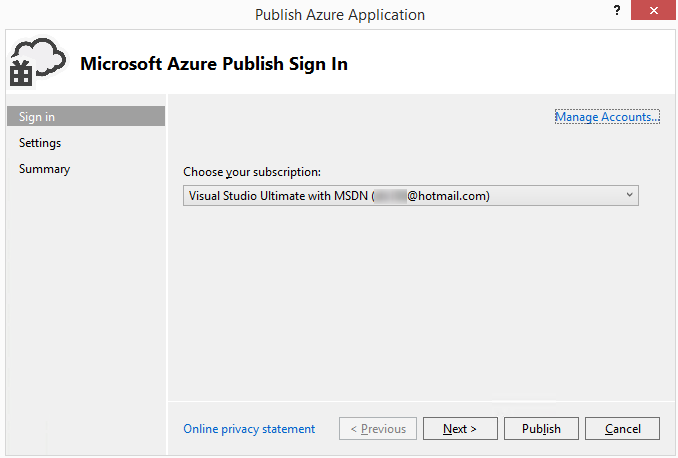 Publish Azure Application
?
Microsoft Azure Publish Sign In
Sign in
Manage Accounts...
Settings
Summary
Choose your subscription:
Visual Studio Ultimate with MSDN ( @hotmail.com)
Online privacy statement
< Previous
Next >
Publish
Cancel